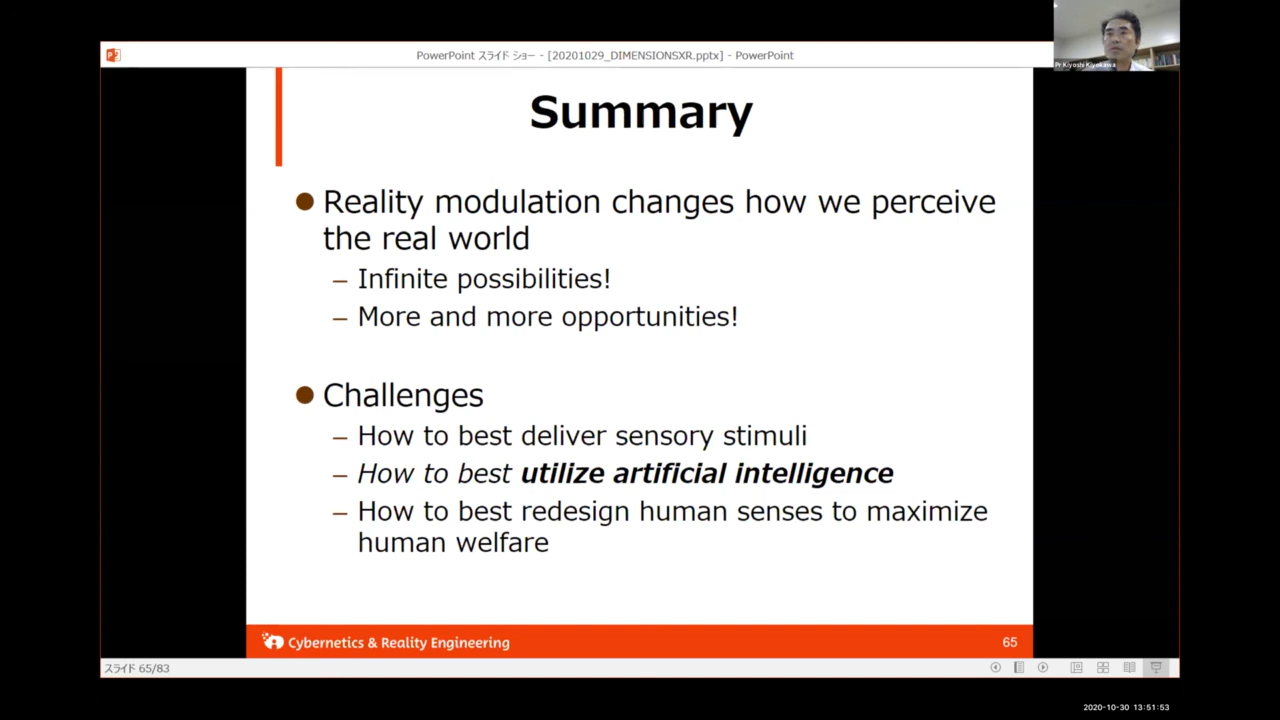 PowerPoint スライド ショー - [20201029_DIMENSIONSXR.pptx] - PowerPoint
Pr Kiyoshi Kiyokawa
Summary
Reality modulation changes how we perceive
the real world
– Infinite possibilities!
– More and more opportunities!
Challenges
– How to best deliver sensory stimuli
– How to best utilize artificial intelligence
– How to best redesign human senses to maximize
human welfare
Cybernetics & Reality Engineering
65
スライド 65/83
2020-10-30 13:51:53